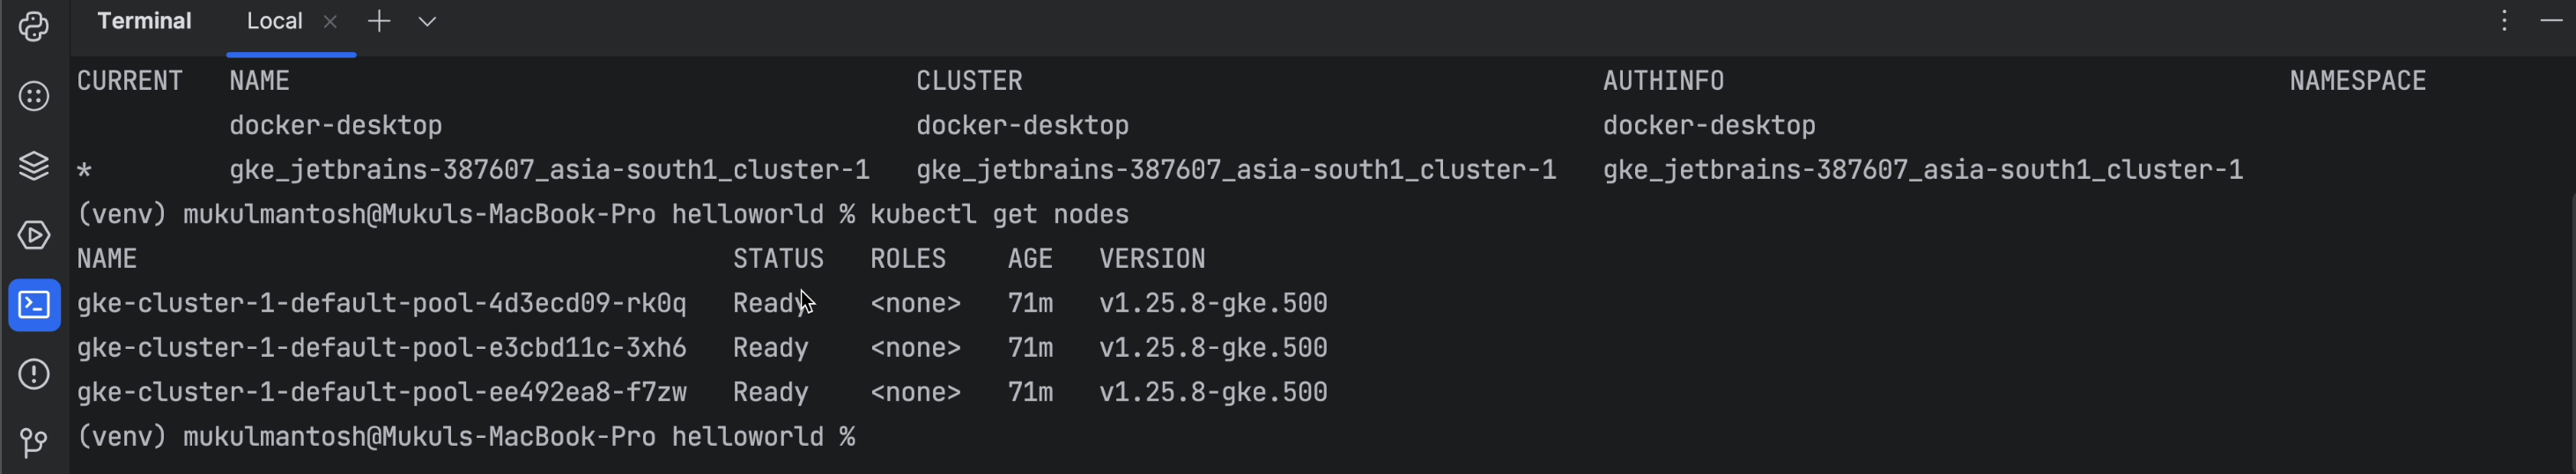 Terminal Local
CURRENT NAME CLUSTER AUTHINFO NAMESPACE
docker-desktop docker-desktop docker-desktop
* gke_jetbrains-387607_asia-south1_cluster-1 gke_jetbrains-387607_asia-south1_cluster-1 gke_jetbrains-387607_asia-south1_cluster-1
(venv) mukulmantosh@Mukuls-MacBook-Pro helloworld % kubectl get nodes
NAME STATUS ROLES AGE VERSION
gke-cluster-1-default-pool-4d3ecd09-rk0q Ready <none> 71m v1.25.8-gke.500
gke-cluster-1-default-pool-e3cbd11c-3xh6 Ready <none> 71m v1.25.8-gke.500
gke-cluster-1-default-pool-ee492ea8-f7zw Ready <none> 71m v1.25.8-gke.500
(venv) mukulmantosh@Mukuls-MacBook-Pro helloworld %